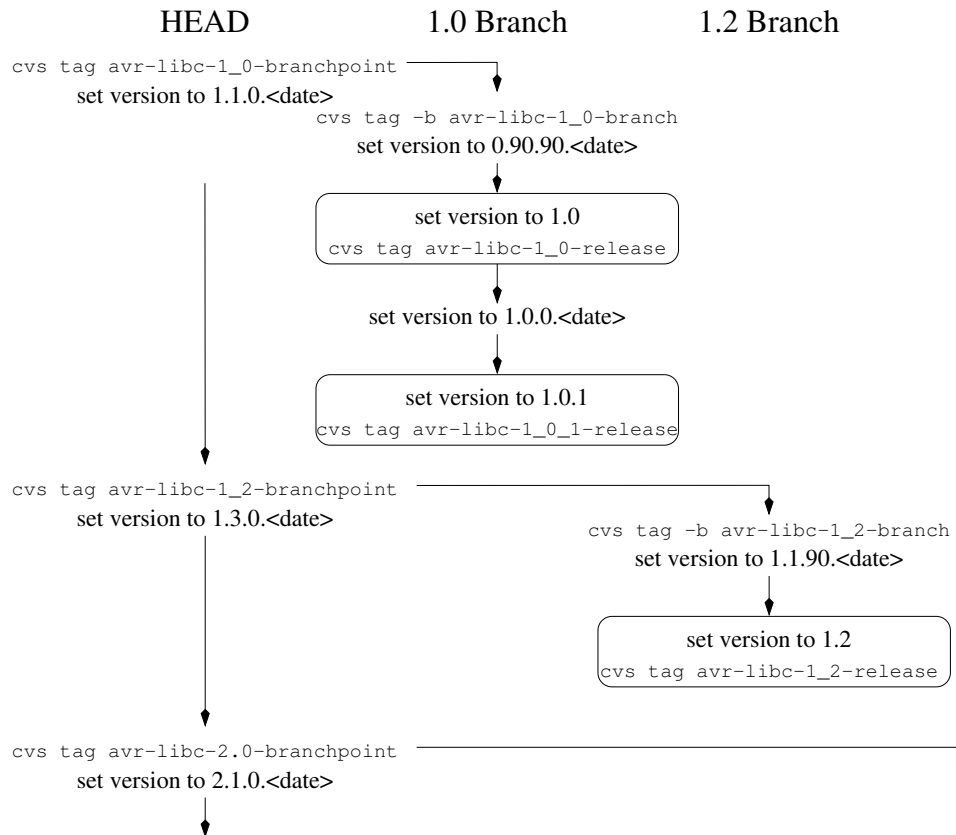 HEAD
1.0 Branch
1.2 Branch
cvs tag avr-libc-1_0-branchpoint
set version to 1.1.0.<date>
cvs tag -b avr-libc-1_0-branch
set version to 0.90.90.<date>
set version to 1.0
cvs tag avr-libc-1_0-release
set version to 1.0.0.<date>
set version to 1.0.1
cvs tag avr-libc-1_0_1-release
cvs tag avr-libc-1_2-branchpoint
set version to 1.3.0.<date>
cvs tag -b avr-libc-1_2-branch
set version to 1.1.90.<date>
set version to 1.2
cvs tag avr-libc-1_2-release
cvs tag avr-libc-2.0-branchpoint
set version to 2.1.0.<date>